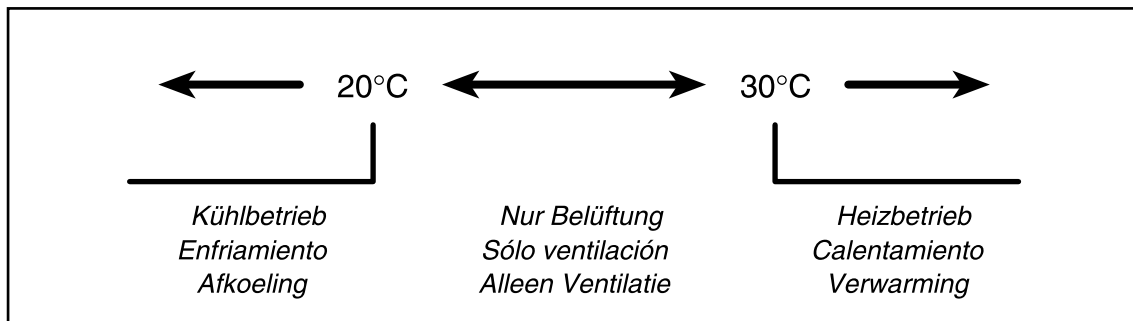 20°C 30°C
Kühlbetrieb Nur Belüftung Heizbetrieb
Enfriamiento Sólo ventilación Calentamiento
Afkoeling Alleen Ventilatie Verwarming